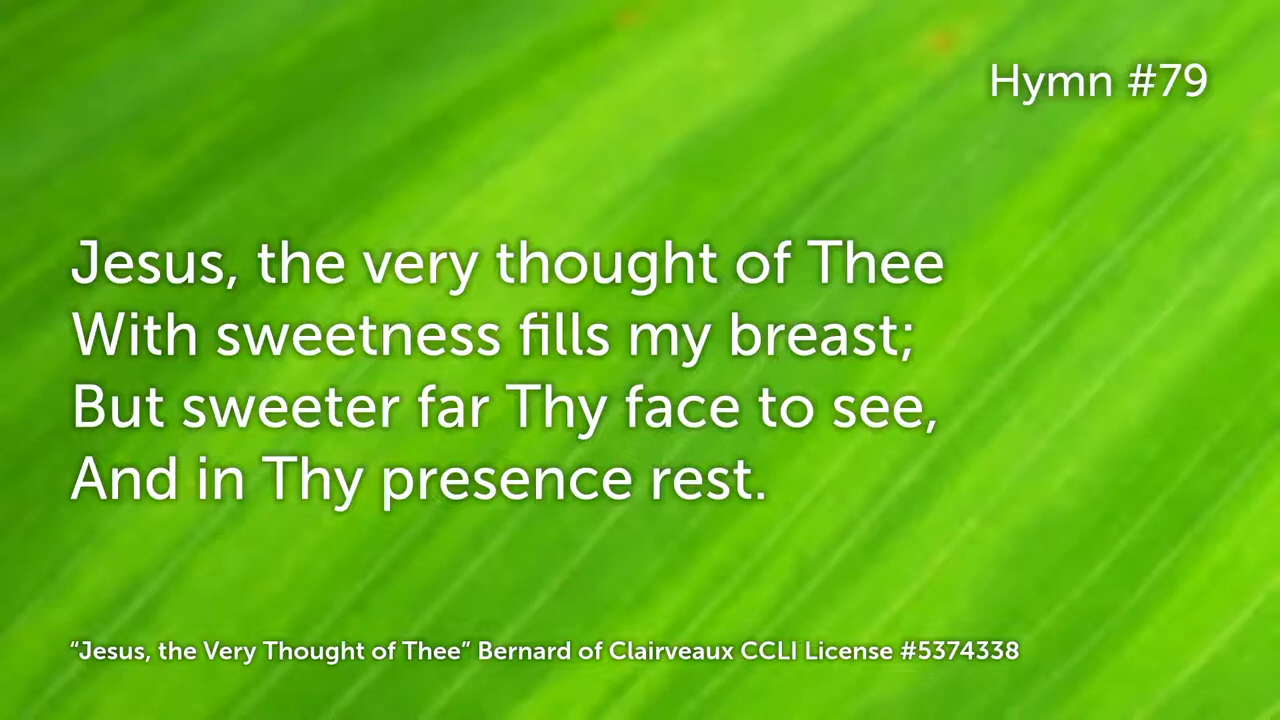 Hymn #79
Jesus, the very thought of Thee
With sweetness fills my breast;
But sweeter far Thy face to see,
And in Thy presence rest.
“Jesus, the Very Thought of Thee” Bernard of Clairveaux CCLI License #5374338